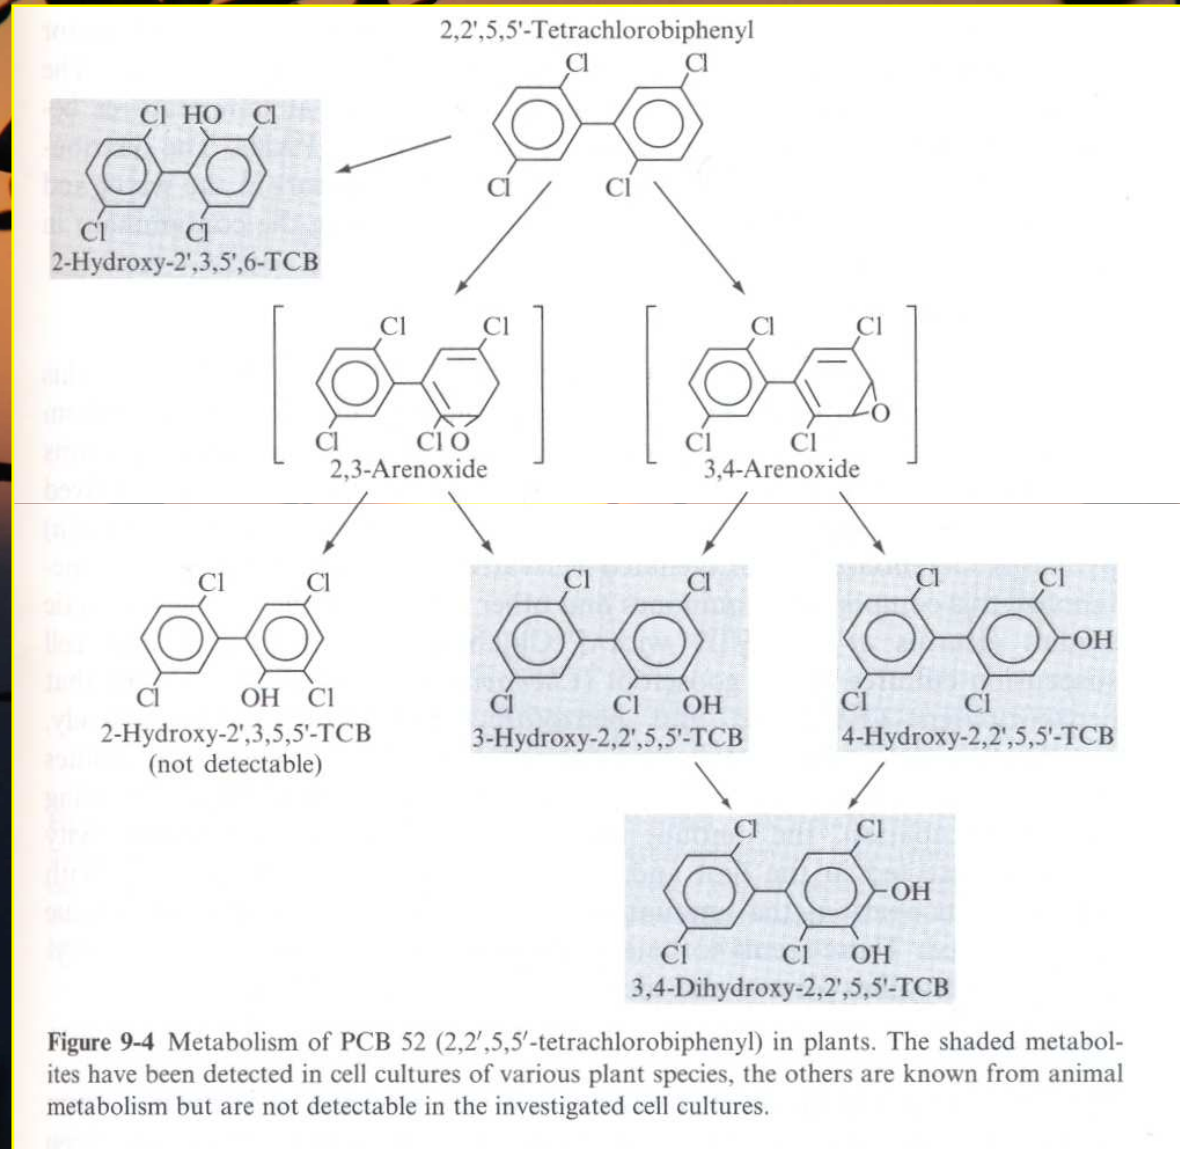 2,2',5,5'-Tetrachlorobiphenyl
Cl Cl
Cl HO Cl
Cl Cl
Cl Cl
2-Hydroxy-2',3,5',6-TCB
Cl Cl
Cl Cl
Cl Cl O
Cl Cl O
2,3-Arenoxide
3,4-Arenoxide
Cl Cl
Cl Cl
Cl Cl
OH
Cl OH Cl
Cl Cl OH
Cl Cl
2-Hydroxy-2',3,5,5'-TCB
(not detectable)
3-Hydroxy-2,2',5,5'-TCB
4-Hydroxy-2,2',5,5'-TCB
Cl Cl
OH
Cl Cl OH
3,4-Dihydroxy-2,2',5,5'-TCB
Figure 9-4 Metabolism of PCB 52 (2,2′,5,5′-tetrachlorobiphenyl) in plants. The shaded metabol-
ites have been detected in cell cultures of various plant species, the others are known from animal
metabolism but are not detectable in the investigated cell cultures.